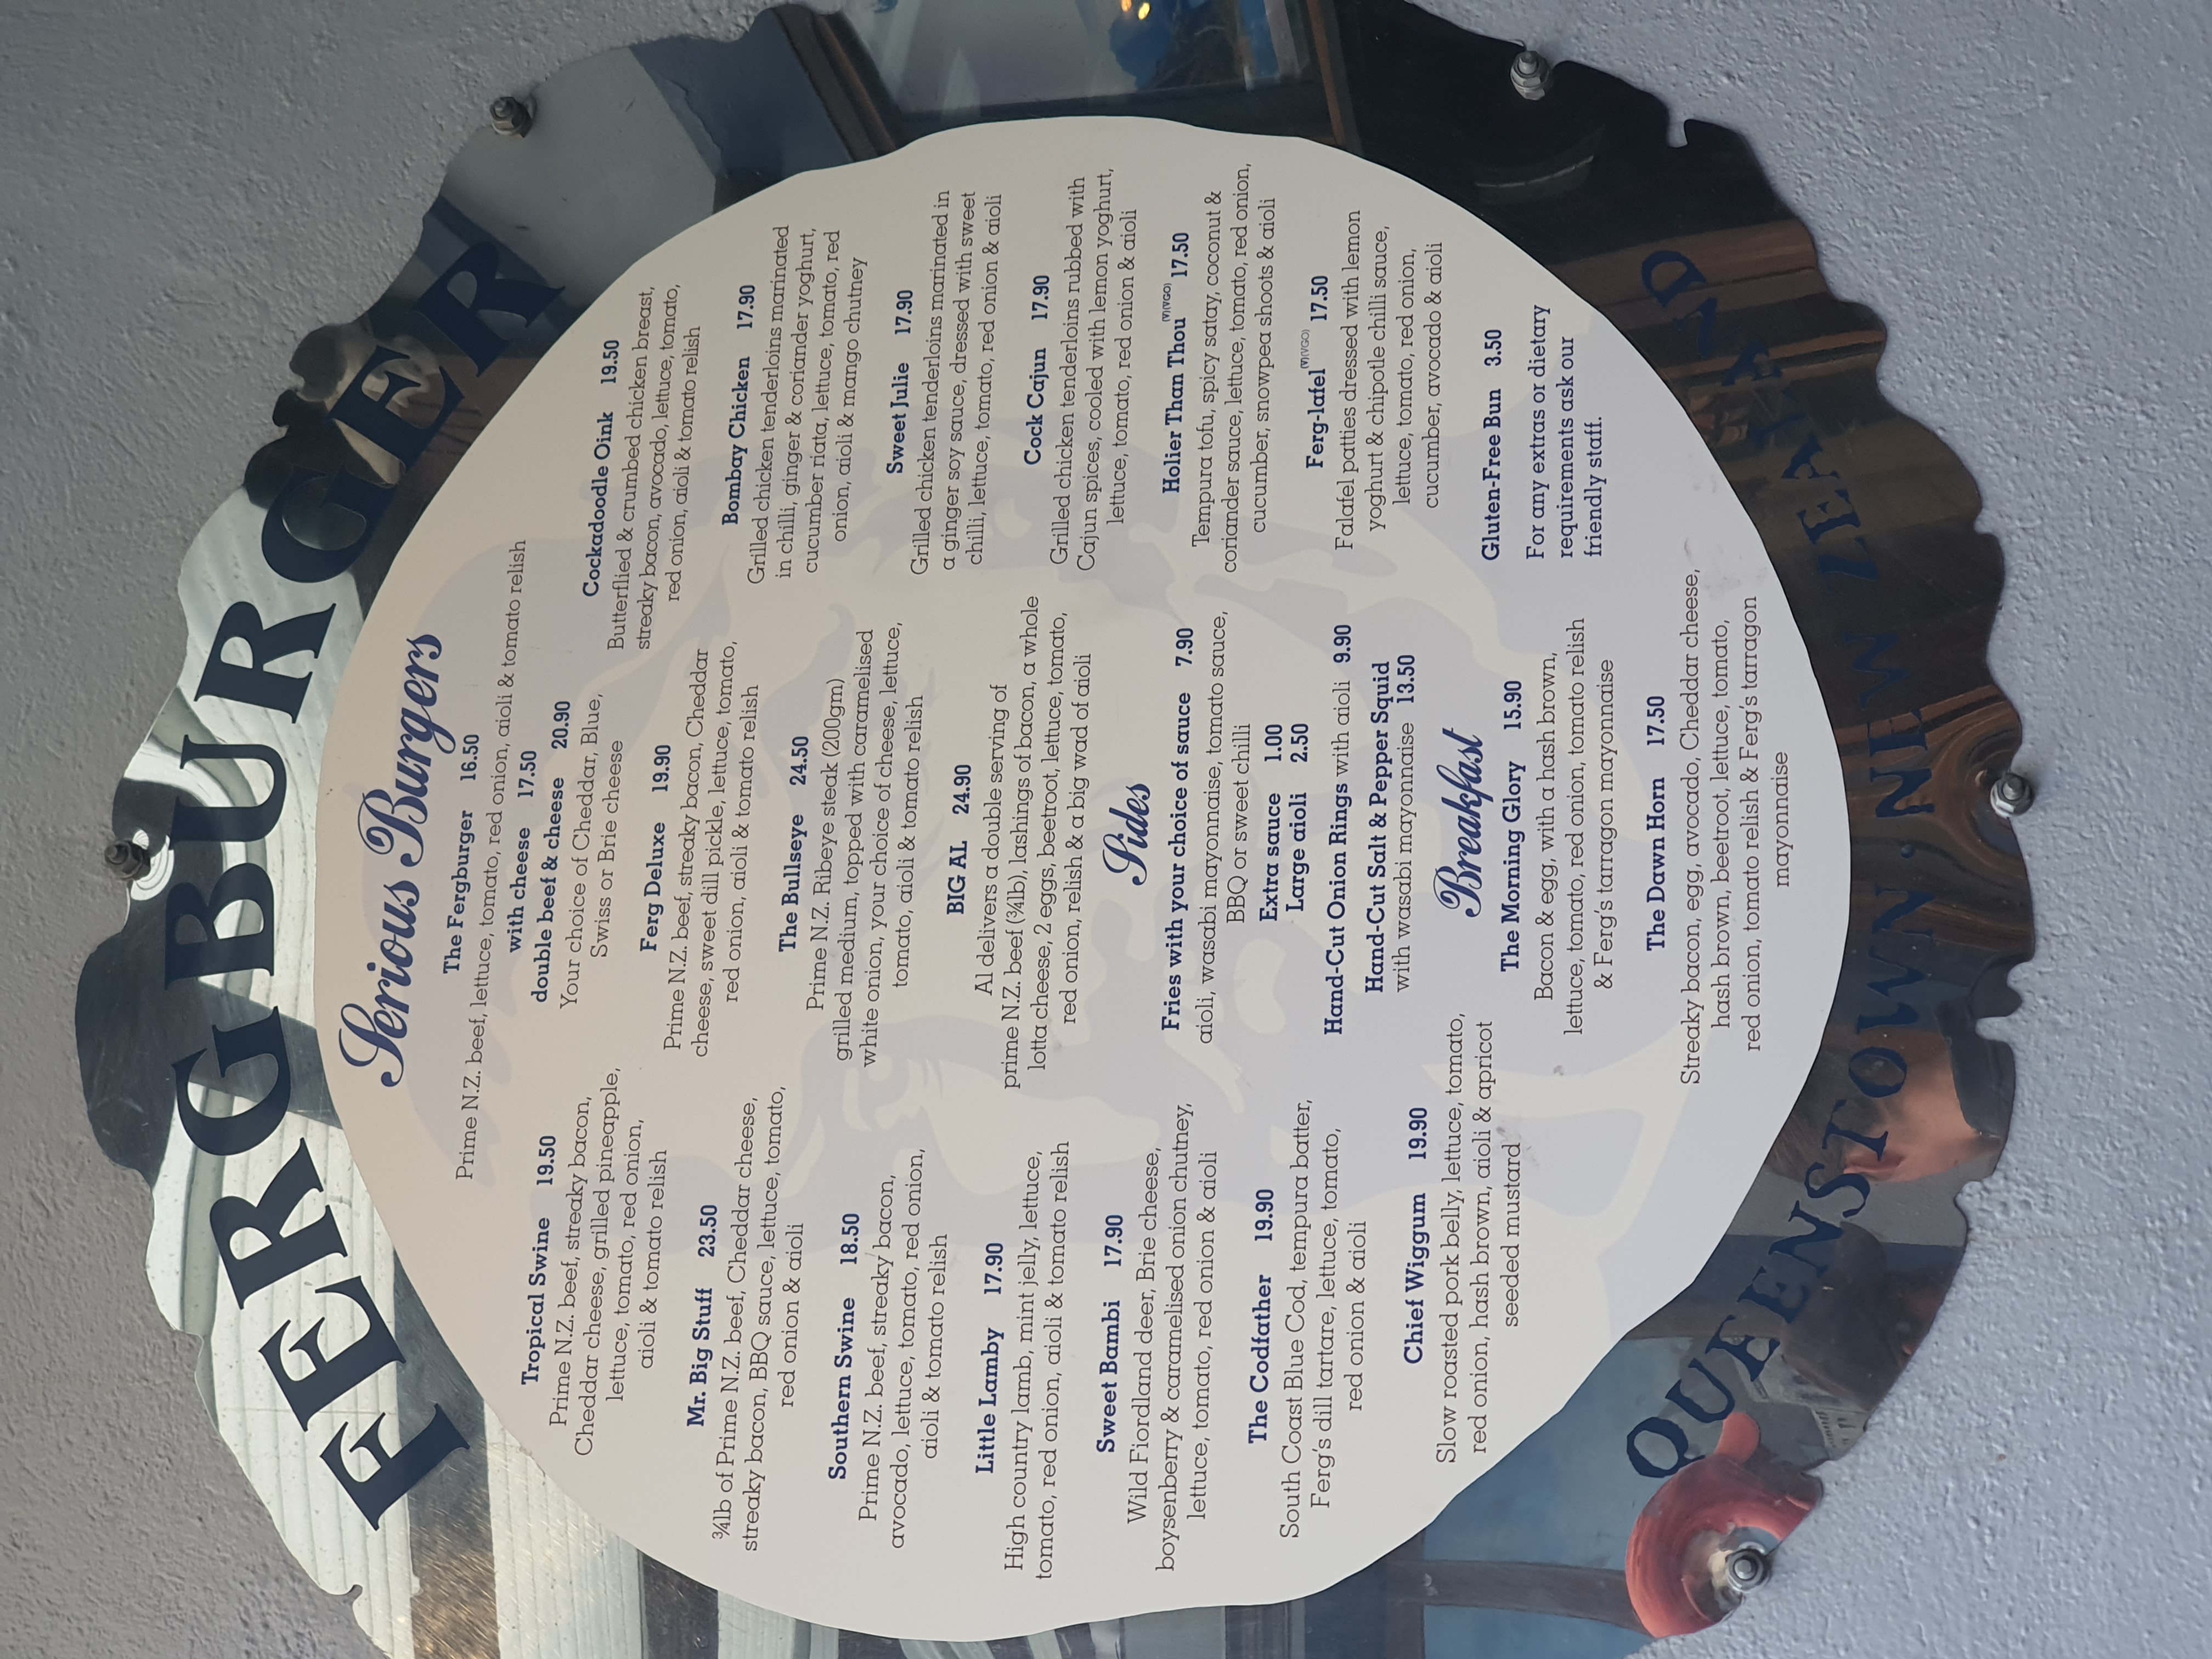 FERGBURGER
Serious Burgers
The Fergburger 16.50
Prime N.Z. beef, lettuce, tomato, red onion, aioli & tomato relish
with cheese 17.50
double beef & cheese 20.90
Your choice of Cheddar, Blue,
Swiss or Brie cheese
Ferg Deluxe 19.90
Prime N.Z. beef, streaky bacon, Cheddar
cheese, sweet dill pickle, lettuce, tomato,
red onion, aioli & tomato relish
The Bullseye 24.50
Prime N.Z. Ribeye steak (200gm)
grilled medium, topped with caramelised
white onion, your choice of cheese, lettuce,
tomato, aioli & tomato relish
BIG AL 24.90
Al delivers a double serving of
prime N.Z. beef (¾lb), lashings of bacon, a whole
lotta cheese, 2 eggs, beetroot, lettuce, tomato,
red onion, relish & a big wad of aioli
Tropical Swine 19.50
Prime N.Z. beef, streaky bacon,
Cheddar cheese, grilled pineapple,
lettuce, tomato, red onion,
aioli & tomato relish
Mr. Big Stuff 23.50
¾lb of Prime N.Z. beef, Cheddar cheese,
streaky bacon, BBQ sauce, lettuce, tomato,
red onion & aioli
Southern Swine 18.50
Prime N.Z. beef, streaky bacon,
avocado, lettuce, tomato, red onion,
aioli & tomato relish
Little Lamby 17.90
High country lamb, mint jelly, lettuce,
tomato, red onion, aioli & tomato relish
Sweet Bambi 17.90
Wild Fiordland deer, Brie cheese,
boysenberry & caramelised onion chutney,
lettuce, tomato, red onion & aioli
The Codfather 19.90
South Coast Blue Cod, tempura batter,
Ferg's dill tartare, lettuce, tomato,
red onion & aioli
Chief Wiggum 19.90
Slow roasted pork belly, lettuce, tomato,
red onion, hash brown, aioli & apricot
seeded mustard
Cockadoodle Oink 19.50
Butterflied & crumbed chicken breast,
streaky bacon, avocado, lettuce, tomato,
red onion, aioli & tomato relish
Bombay Chicken 17.90
Grilled chicken tenderloins marinated
in chilli, ginger & coriander yoghurt,
cucumber riata, lettuce, tomato, red
onion, aioli & mango chutney
Sweet Julie 17.90
Grilled chicken tenderloins marinated in
a ginger soy sauce, dressed with sweet
chilli, lettuce, tomato, red onion & aioli
Cock Cajun 17.90
Grilled chicken tenderloins rubbed with
Cajun spices, cooled with lemon yoghurt,
lettuce, tomato, red onion & aioli
Holier Than Thou (V)(VGO) 17.50
Tempura tofu, spicy satay, coconut &
coriander sauce, lettuce, tomato, red onion,
cucumber, snowpea shoots & aioli
Ferg-lafel (V)(VGO) 17.50
Falafel patties dressed with lemon
yoghurt & chipotle chilli sauce,
lettuce, tomato, red onion,
cucumber, avocado & aioli
Gluten-Free Bun 3.50
For any extras or dietary
requirements ask our
friendly staff.
Sides
Fries with your choice of sauce 7.90
aioli, wasabi mayonnaise, tomato sauce,
BBQ or sweet chilli
Extra sauce 1.00
Large aioli 2.50
Hand-Cut Onion Rings with aioli 9.90
Hand-Cut Salt & Pepper Squid
with wasabi mayonnaise 13.50
Breakfast
The Morning Glory 15.90
Bacon & egg, with a hash brown,
lettuce, tomato, red onion, tomato relish
& Ferg's tarragon mayonnaise
The Dawn Horn 17.50
Streaky bacon, egg, avocado, Cheddar cheese,
hash brown, beetroot, lettuce, tomato,
red onion, tomato relish & Ferg's tarragon
mayonnaise
QUEENSTOWN. NEW ZEALAND